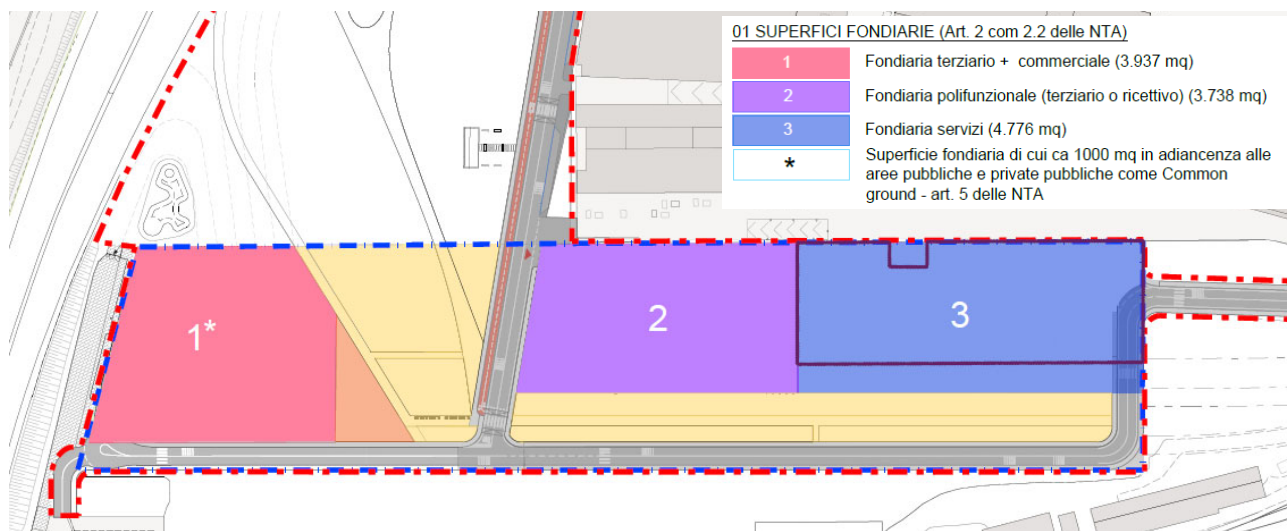 01 SUPERFICI FONDIARIE (Art. 2 com 2.2 delle NTA)
1 Fondiaria terziario + commerciale (3.937 mq)
2 Fondiaria polifunzionale (terziario o ricettivo) (3.738 mq)
3 Fondiaria servizi (4.776 mq)
* Superficie fondiaria di cui ca 1000 mq in adiancenza alle
aree pubbliche e private pubbliche come Common
ground - art. 5 delle NTA
1*
2
3